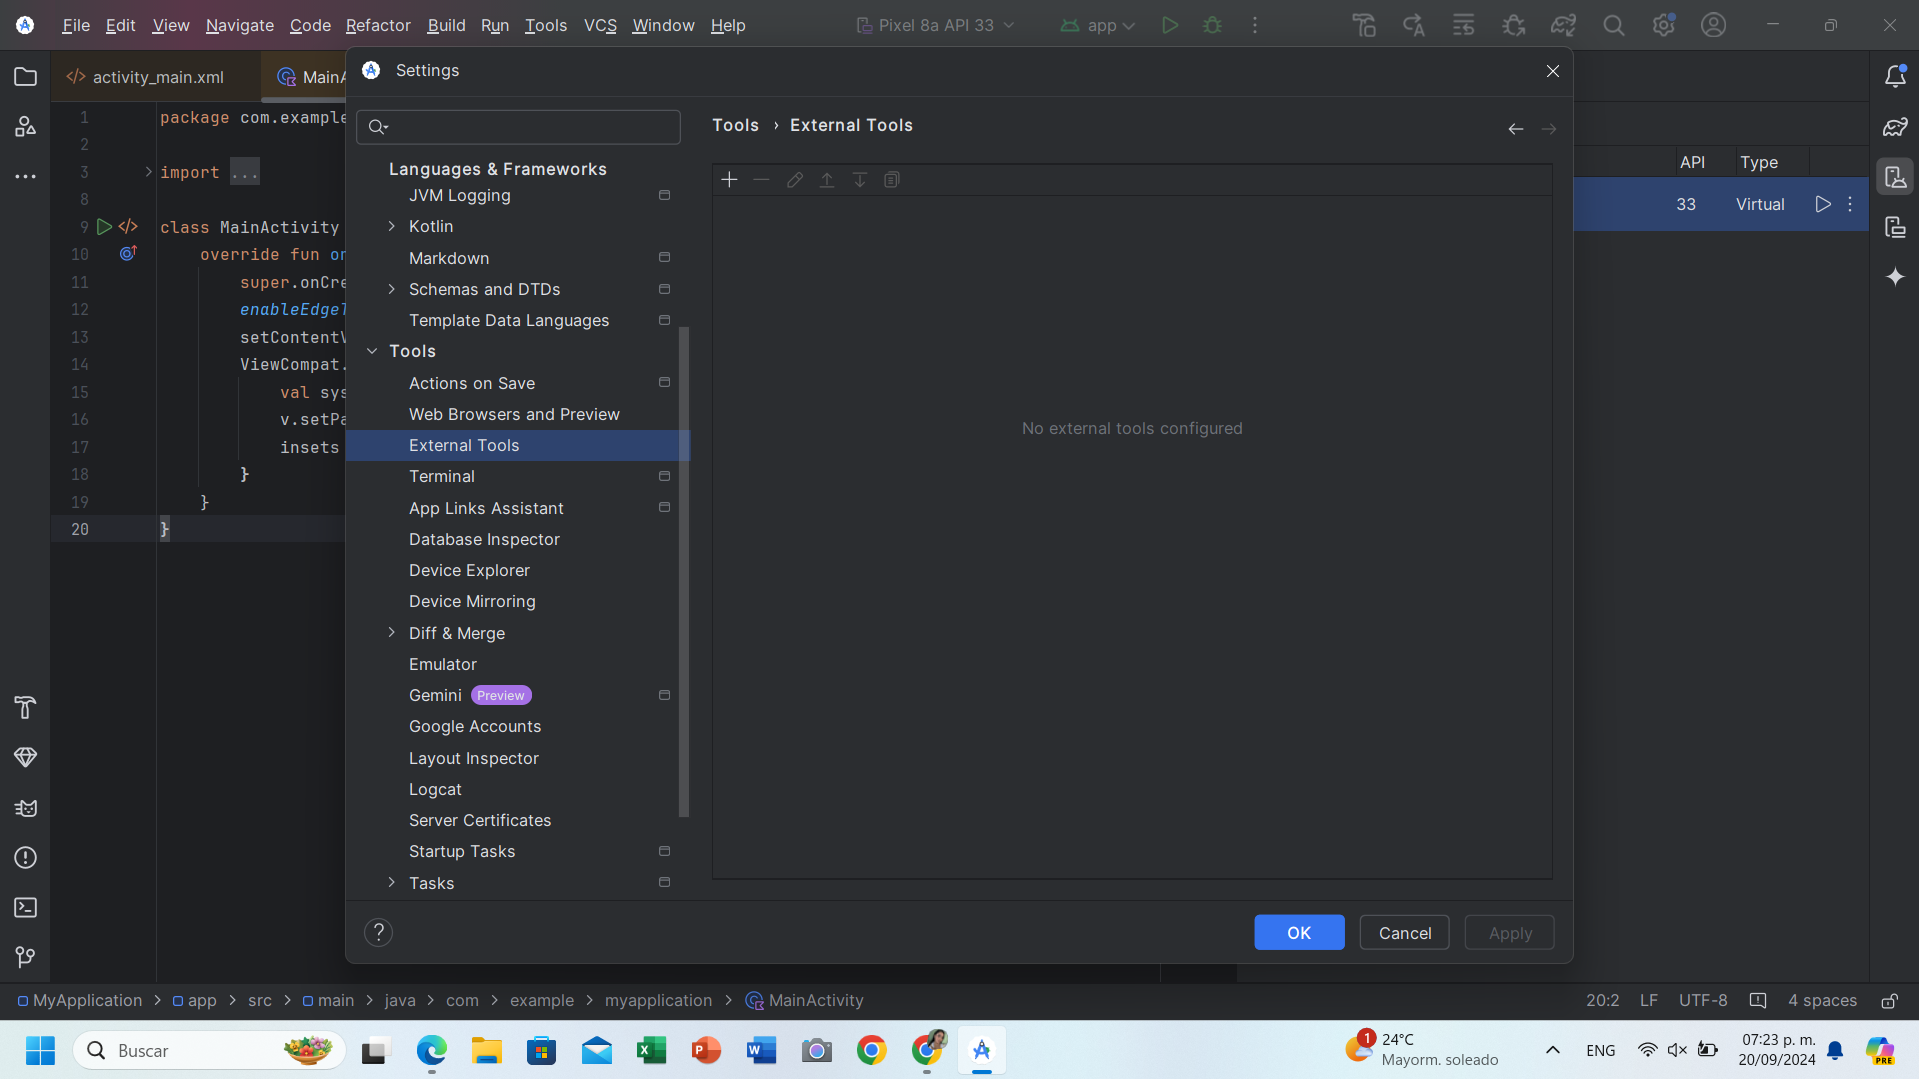 File Edit View Navigate Code Refactor Build Run Tools VCS Window Help
Pixel 8a API 33
app
activity_main.xml
MainA
Settings
1 package com.example
2
3 import ...
8
9 class MainActivity
10 override fun on
11 super.onCre
12 enableEdgeT
13 setContentV
14 ViewCompat.
15 val sys
16 v.setPa
17 insets
18 }
19 }
20 }
Languages & Frameworks
JVM Logging
Kotlin
Markdown
Schemas and DTDs
Template Data Languages
Tools
Actions on Save
Web Browsers and Preview
External Tools
Terminal
App Links Assistant
Database Inspector
Device Explorer
Device Mirroring
Diff & Merge
Emulator
Gemini Preview
Google Accounts
Layout Inspector
Logcat
Server Certificates
Startup Tasks
Tasks
Tools › External Tools
No external tools configured
?
OK Cancel Apply
API Type
33 Virtual
MyApplication > app > src > main > java > com > example > myapplication > MainActivity
20:2 LF UTF-8 4 spaces
Buscar
1
24°C
Mayorm. soleado
ENG
07:23 p. m.
20/09/2024
PRE